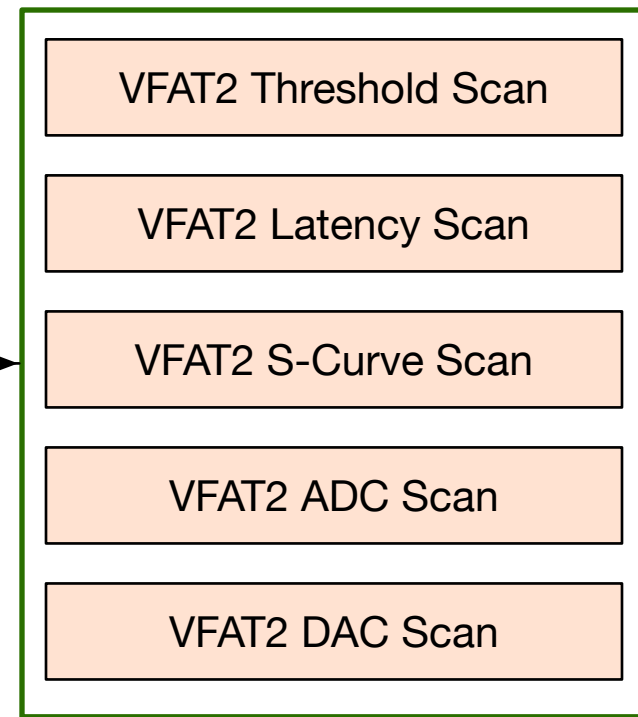 VFAT2 Threshold Scan
VFAT2 Latency Scan
VFAT2 S-Curve Scan
VFAT2 ADC Scan
VFAT2 DAC Scan